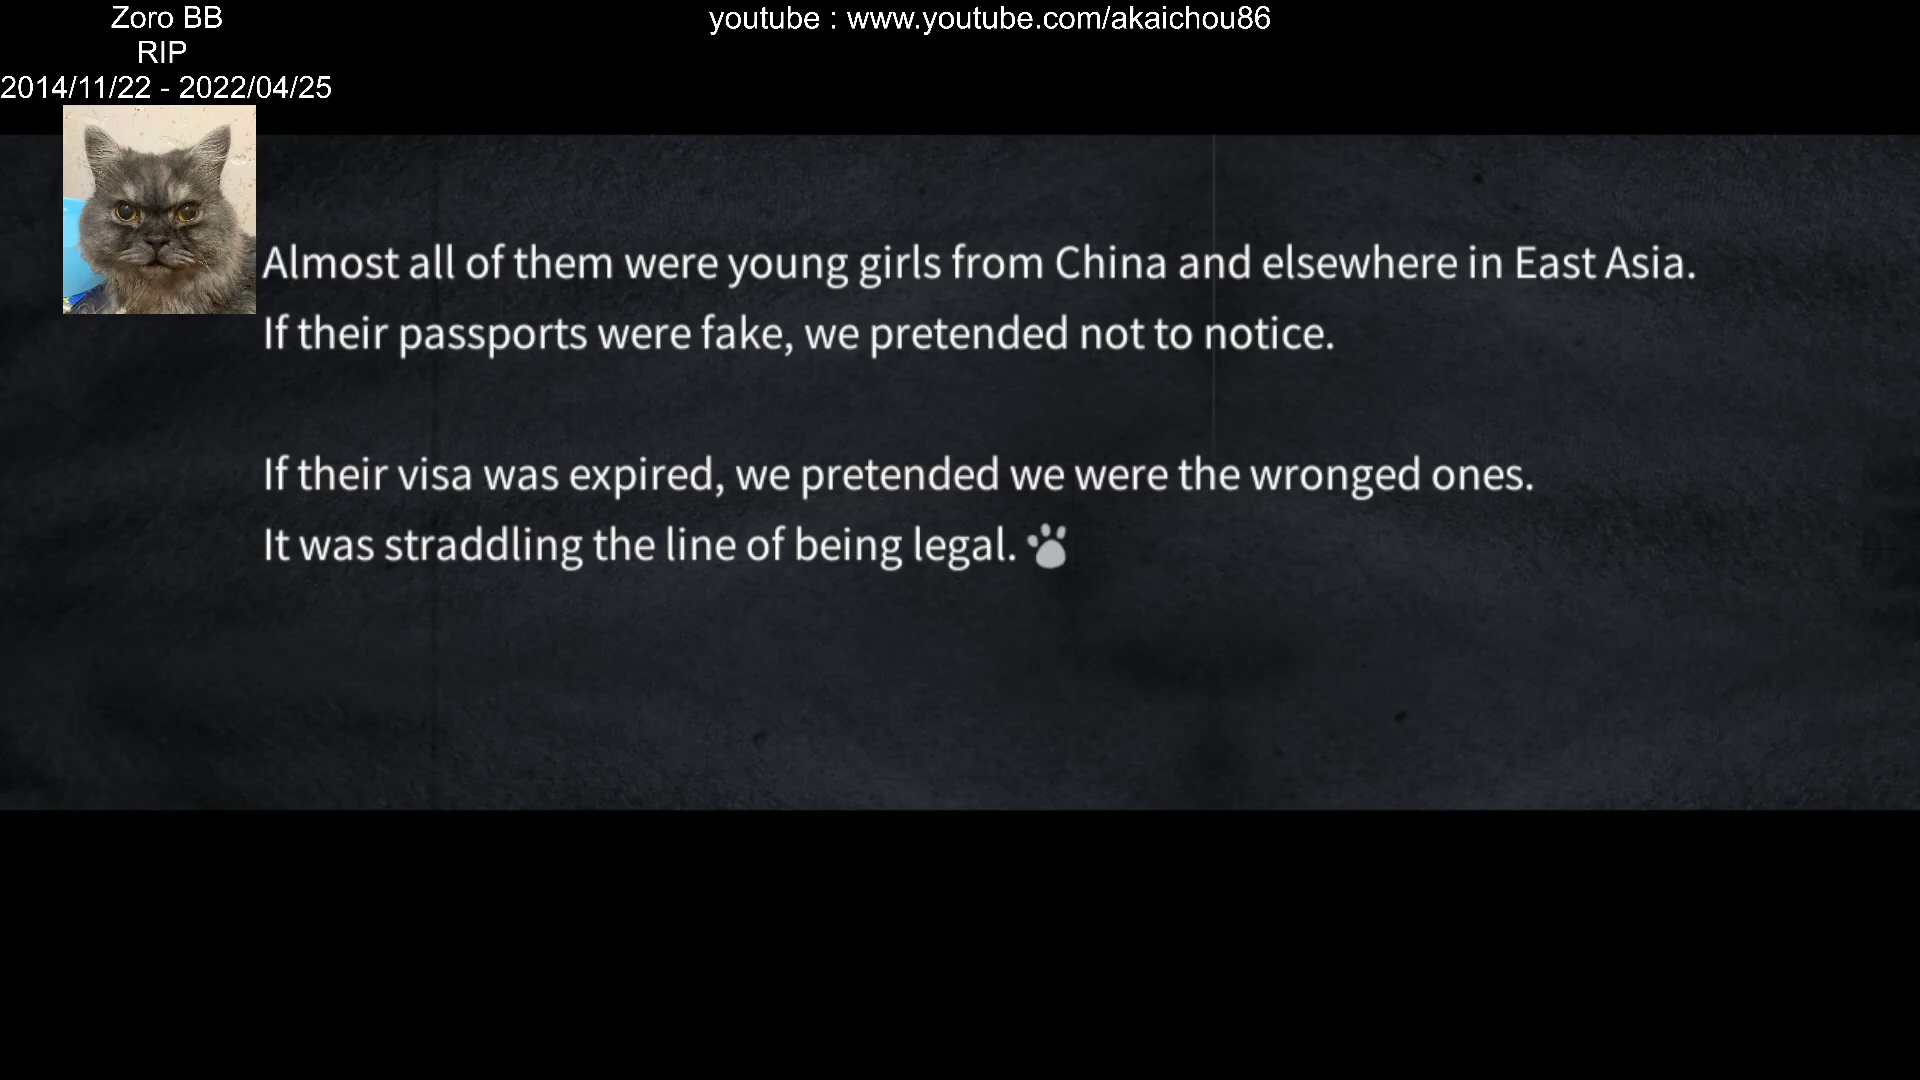 Zoro BB
RIP
2014/11/22 - 2022/04/25
youtube : www.youtube.com/akaichou86
Almost all of them were young girls from China and elsewhere in East Asia.
If their passports were fake, we pretended not to notice.
If their visa was expired, we pretended we were the wronged ones.
It was straddling the line of being legal.